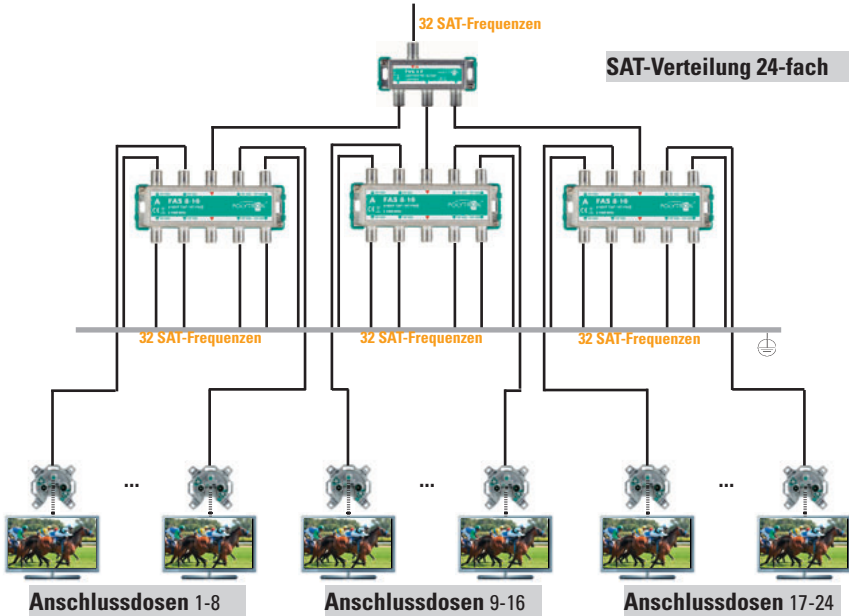 32 SAT-Frequenzen
SAT-Verteilung 24-fach
A FAS 8-16
A FAS 8-16
A FAS 8-16
32 SAT-Frequenzen
32 SAT-Frequenzen
32 SAT-Frequenzen
...
...
...
Anschlussdosen 1-8
Anschlussdosen 9-16
Anschlussdosen 17-24